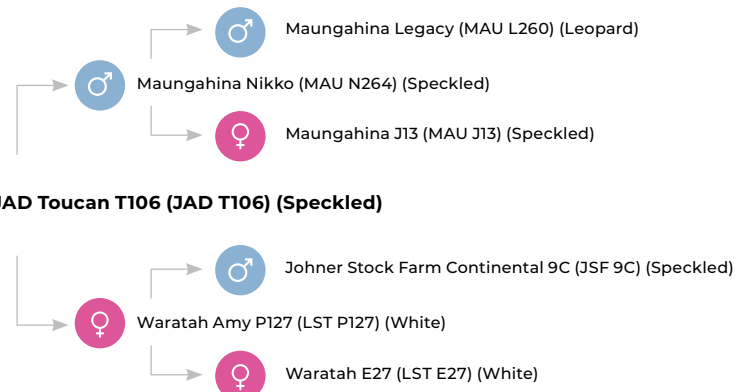 Maungahina Legacy (MAU L260) (Leopard)
Maungahina Nikko (MAU N264) (Speckled)
Maungahina J13 (MAU J13) (Speckled)
JAD Toucan T106 (JAD T106) (Speckled)
Johner Stock Farm Continental 9C (JSF 9C) (Speckled)
Waratah Amy P127 (LST P127) (White)
Waratah E27 (LST E27) (White)